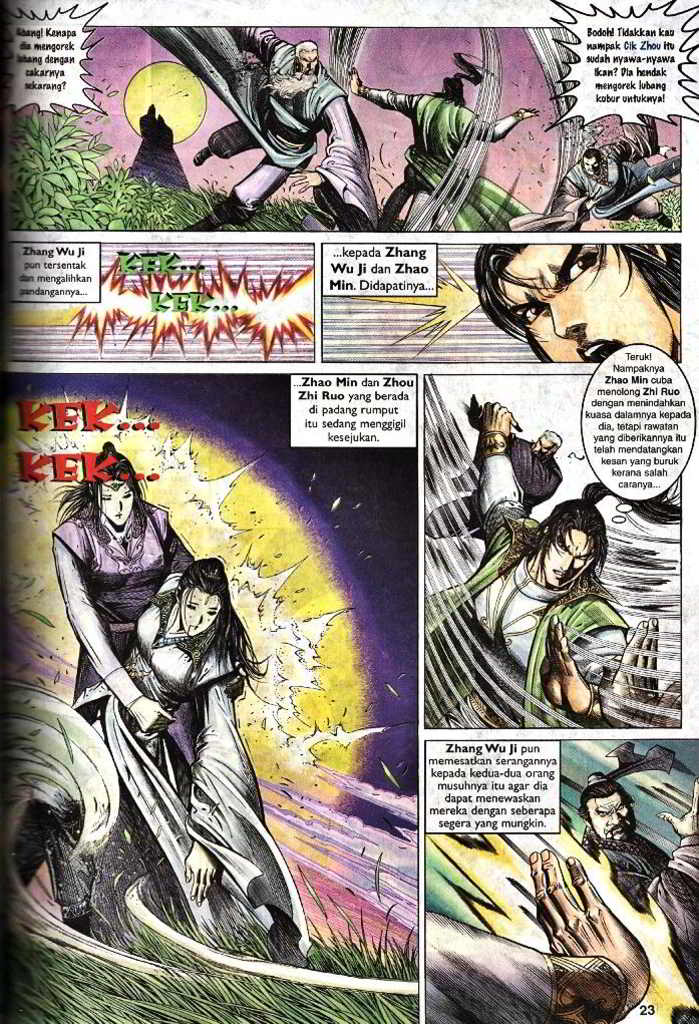 Abang! Kenapa
dia mengorek
lubang dengan
cakarnya
sekarang?
Bodoh! Tidakkan kau
nampak Cik Zhou itu
sudah nyawa-nyawa
ikan? Dia hendak
mengorek lubang
kubur untuknya!
Zhang Wu Ji
pun tersentak
dan mengalihkan
pandangannya...
KEK...
KEK...
...kepada Zhang
Wu Ji dan Zhao
Min. Didapatinya...
KEK...
KEK...
...Zhao Min dan Zhou
Zhi Ruo yang berada
di padang rumput
itu sedang menggigil
kesejukan.
Teruk!
Nampaknya
Zhao Min cuba
menolong Zhi Ruo
dengan menindahkan
kuasa dalamnya kepada
dia, tetapi rawatan
yang diberikannya itu
telah mendatangkan
kesan yang buruk
kerana salah
caranya...
Zhang Wu Ji pun
memesatkan serangannya
kepada kedua-dua orang
musuhnya itu agar dia
dapat menewaskan
mereka dengan seberapa
segera yang mungkin.
23